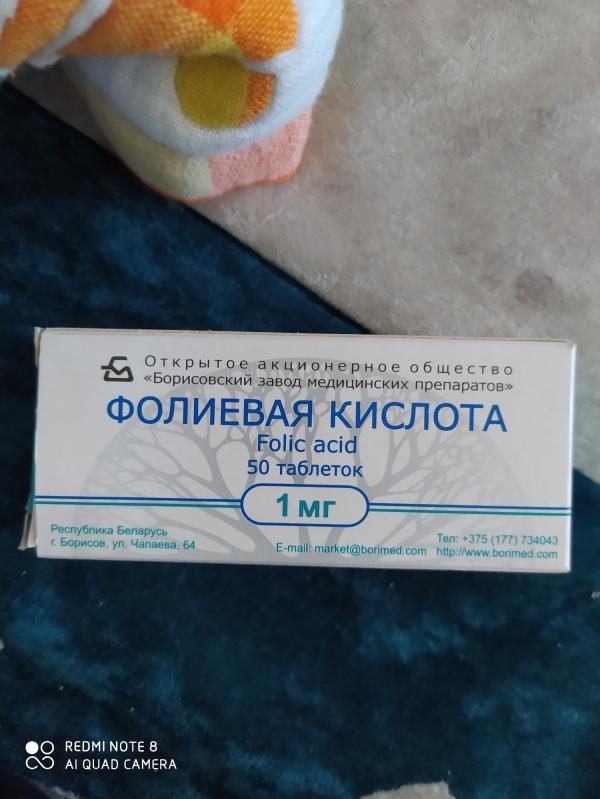 Открытое акционерное общество
«Борисовский завод медицинских препаратов»
ФОЛИЕВАЯ КИСЛОТА
Folic acid
50 таблеток
1 мг
Республика Беларусь
г. Борисов, ул. Чапаева, 64
E-mail: market@borimed.com
Тел: +375 (177) 734043
http://www.borimed.com
REDMI NOTE 8
AI QUAD CAMERA